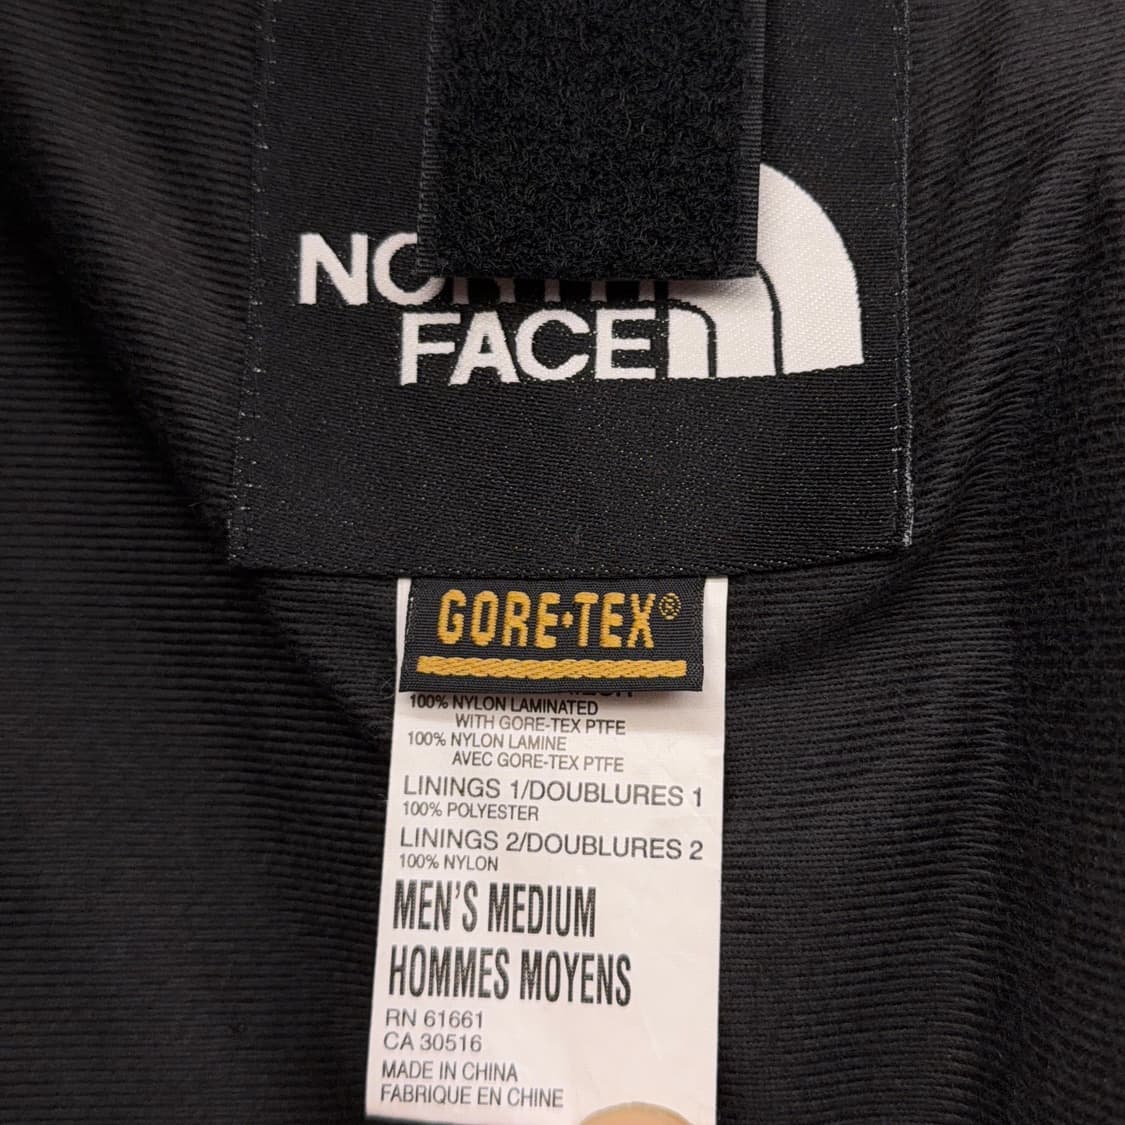 NORTH
FACE
GORE-TEX®
100% NYLON LAMINATED
WITH GORE-TEX PTFE
100% NYLON LAMINE
AVEC GORE-TEX PTFE
LININGS 1/DOUBLURES 1
100% POLYESTER
LININGS 2/DOUBLURES 2
100% NYLON
MEN'S MEDIUM
HOMMES MOYENS
RN 61661
CA 30516
MADE IN CHINA
FABRIQUE EN CHINE